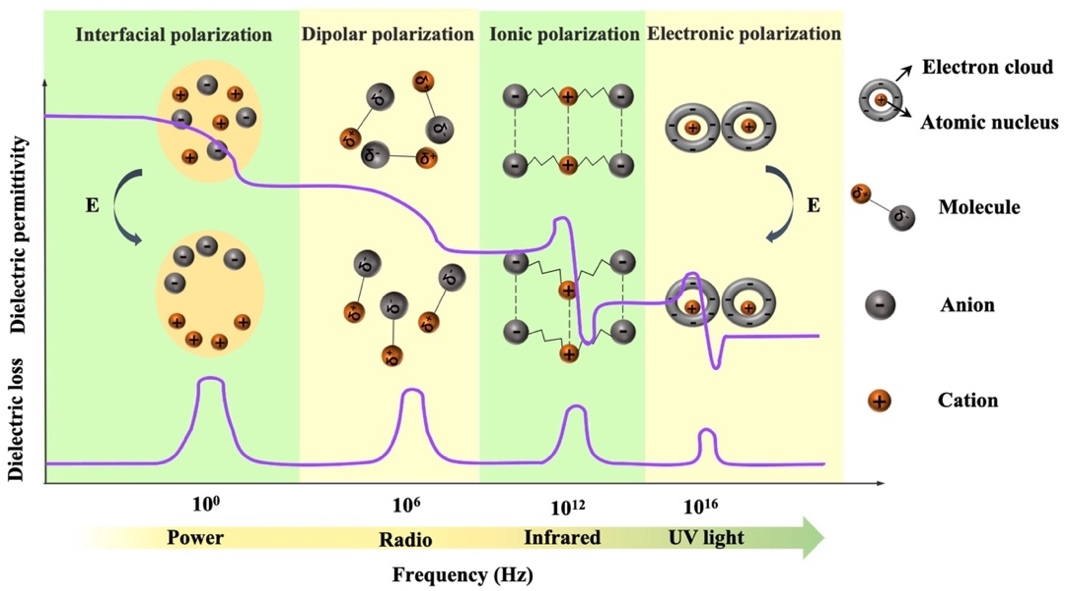 Interfacial polarization
Dipolar polarization
Ionic polarization
Electronic polarization
Electron cloud
Atomic nucleus
Molecule
Anion
Cation
E
E
Dielectric permittivity
Dielectric loss
10⁰
10⁶
10¹²
10¹⁶
Power
Radio
Infrared
UV light
Frequency (Hz)
δ⁻
δ⁺
δ⁺
δ⁻
δ⁻
δ⁺
δ⁻
δ⁻
δ⁻
δ⁺
δ⁺
δ⁺
δ⁺
δ⁻